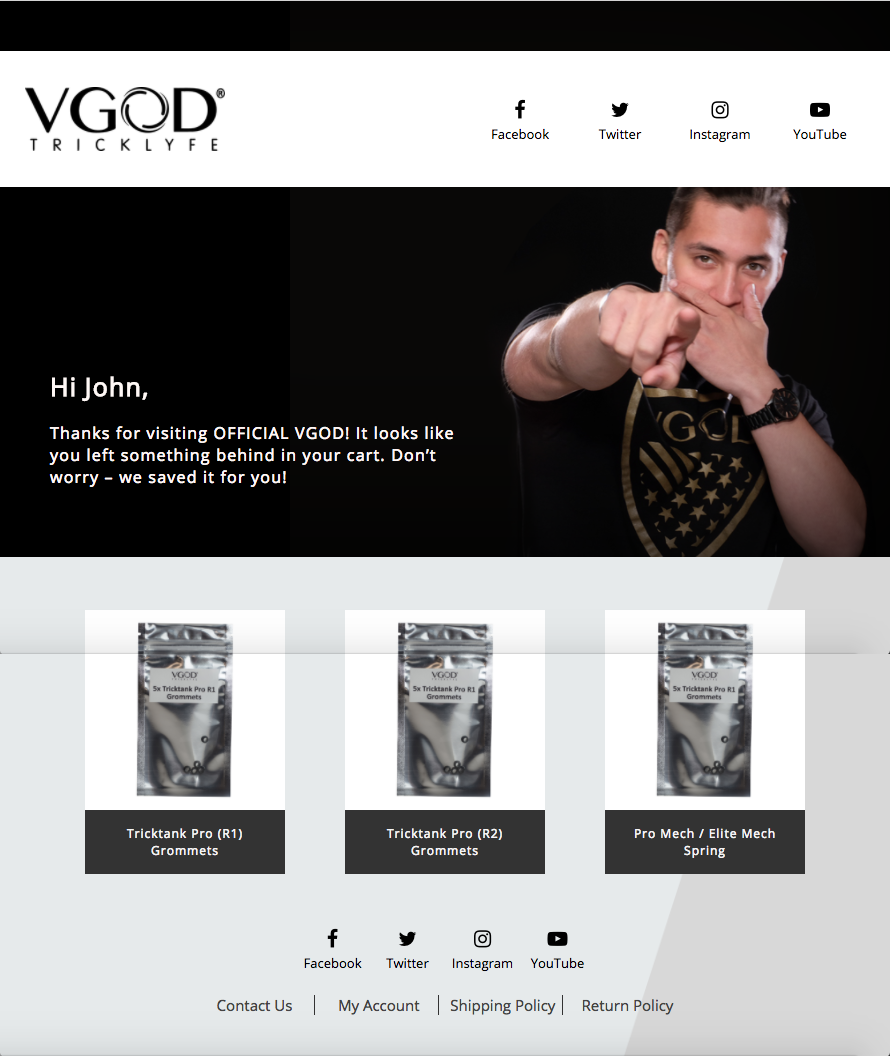 VGOD®
TRICKLYFE
Facebook
Twitter
Instagram
YouTube
VGOD
Hi John,
Thanks for visiting OFFICIAL VGOD! It looks like
you left something behind in your cart. Don’t
worry – we saved it for you!
VGOD
5x Tricktank Pro R1
Grommets
VGOD
5x Tricktank Pro R1
Grommets
VGOD
5x Tricktank Pro R1
Grommets
Tricktank Pro (R1)
Grommets
Tricktank Pro (R2)
Grommets
Pro Mech / Elite Mech
Spring
Facebook
Twitter
Instagram
YouTube
Contact Us
My Account
Shipping Policy
Return Policy